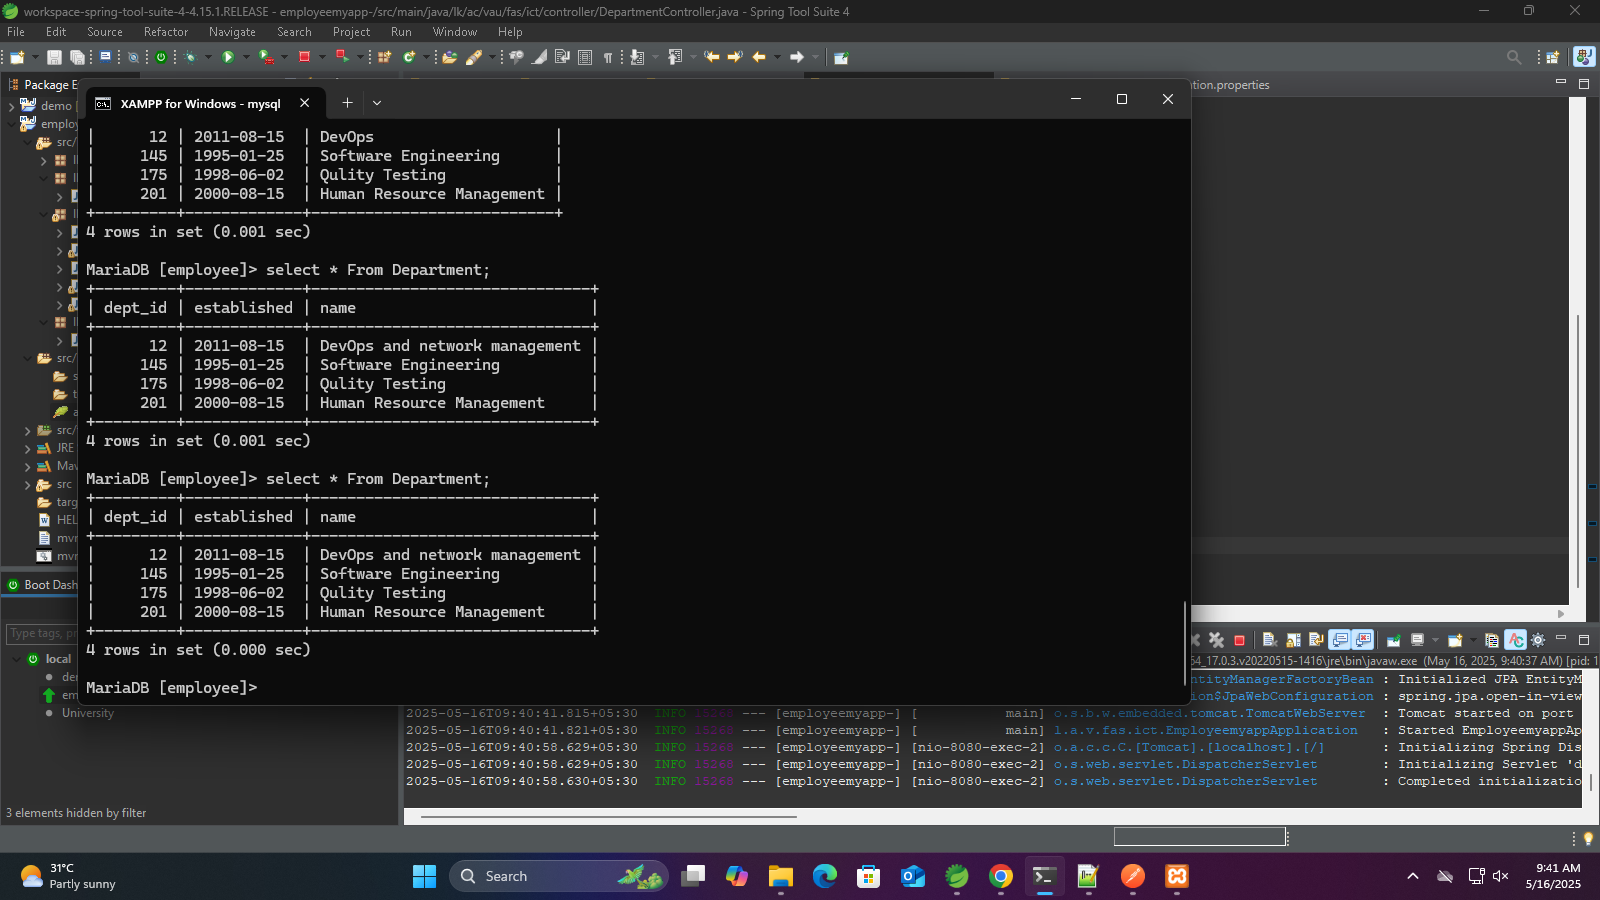 workspace-spring-tool-suite-4-4.15.1.RELEASE - employeemyapp-/src/main/java/lk/ac/vau/fas/ict/controller/DepartmentController.java - Spring Tool Suite 4
File Edit Source Refactor Navigate Search Project Run Window Help
Package E
tion.properties
XAMPP for Windows - mysql
demo
employ
src/
src/
src/
JRE
Mav
src
targ
HEL
mvr
mvr
| 12 | 2011-08-15 | DevOps |
| 145 | 1995-01-25 | Software Engineering |
| 175 | 1998-06-02 | Qulity Testing |
| 201 | 2000-08-15 | Human Resource Management |
+---------+-------------+---------------------------+
4 rows in set (0.001 sec)
MariaDB [employee]> select * From Department;
+---------+-------------+-------------------------------+
| dept_id | established | name |
+---------+-------------+-------------------------------+
| 12 | 2011-08-15 | DevOps and network management |
| 145 | 1995-01-25 | Software Engineering |
| 175 | 1998-06-02 | Qulity Testing |
| 201 | 2000-08-15 | Human Resource Management |
+---------+-------------+-------------------------------+
4 rows in set (0.001 sec)
MariaDB [employee]> select * From Department;
+---------+-------------+-------------------------------+
| dept_id | established | name |
+---------+-------------+-------------------------------+
| 12 | 2011-08-15 | DevOps and network management |
| 145 | 1995-01-25 | Software Engineering |
| 175 | 1998-06-02 | Qulity Testing |
| 201 | 2000-08-15 | Human Resource Management |
+---------+-------------+-------------------------------+
4 rows in set (0.000 sec)
MariaDB [employee]>
Boot Dash
Type tags, pr
local
der
em
University
3 elements hidden by filter
64_17.0.3.v20220515-1416\jre\bin\javaw.exe (May 16, 2025, 9:40:37 AM) [pid: 1
ntityManagerFactoryBean : Initialized JPA EntityM
ion$JpaWebConfiguration : spring.jpa.open-in-view
2025-05-16T09:40:41.815+05:30 INFO 15268 --- [employeemyapp-] [ main] o.s.b.w.embedded.tomcat.TomcatWebServer : Tomcat started on port
2025-05-16T09:40:41.821+05:30 INFO 15268 --- [employeemyapp-] [ main] l.a.v.fas.ict.EmployeemyappApplication : Started EmployeemyappAp
2025-05-16T09:40:58.629+05:30 INFO 15268 --- [employeemyapp-] [nio-8080-exec-2] o.a.c.c.C.[Tomcat].[localhost].[/] : Initializing Spring Dis
2025-05-16T09:40:58.629+05:30 INFO 15268 --- [employeemyapp-] [nio-8080-exec-2] o.s.web.servlet.DispatcherServlet : Initializing Servlet 'd
2025-05-16T09:40:58.630+05:30 INFO 15268 --- [employeemyapp-] [nio-8080-exec-2] o.s.web.servlet.DispatcherServlet : Completed initializatio
31°C
Partly sunny
Search
9:41 AM
5/16/2025